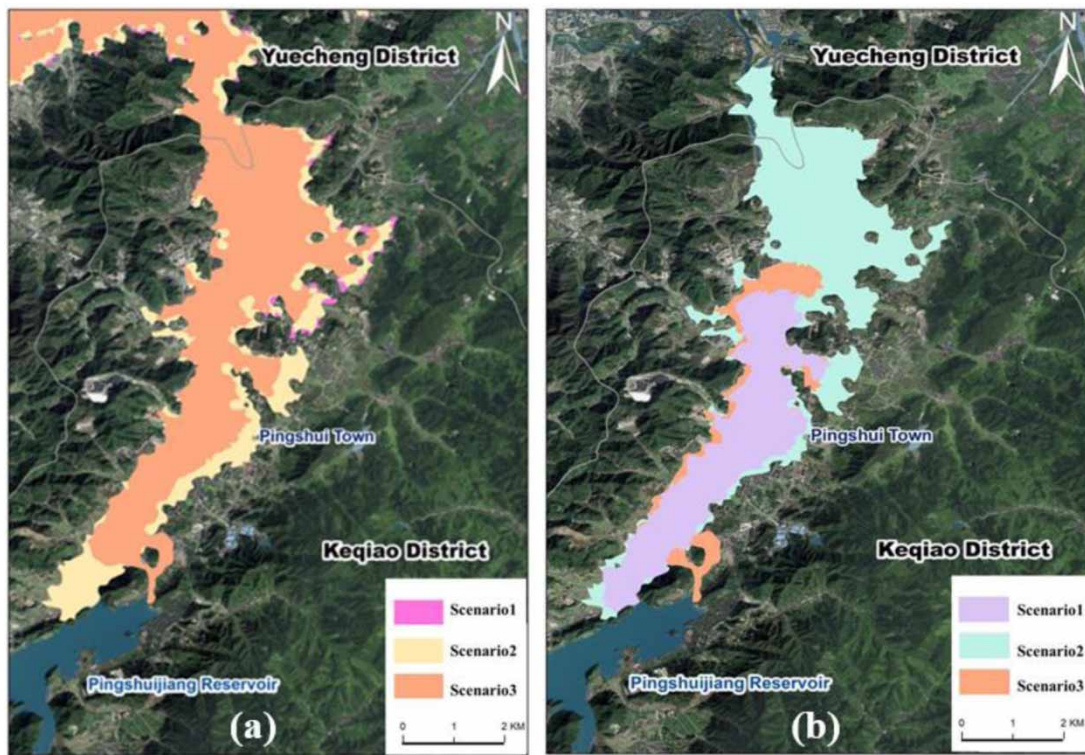 N
Yuecheng District
Pingshui Town
Keqiao District
Scenario1
Scenario2
Scenario3
Pingshuijiang Reservoir
(a)
0 1 2 KM
N
Yuecheng District
Pingshui Town
Keqiao District
Scenario1
Scenario2
Scenario3
Pingshuijiang Reservoir
(b)
0 1 2 KM